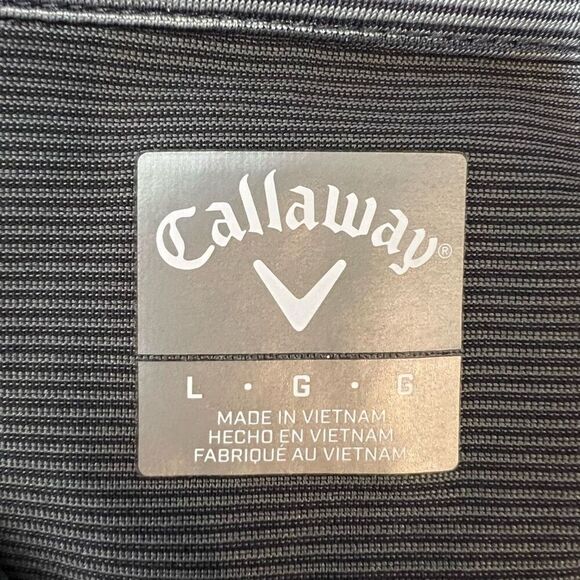 Callaway®
L • G • G
MADE IN VIETNAM
HECHO EN VIETNAM
FABRIQUÉ AU VIETNAM